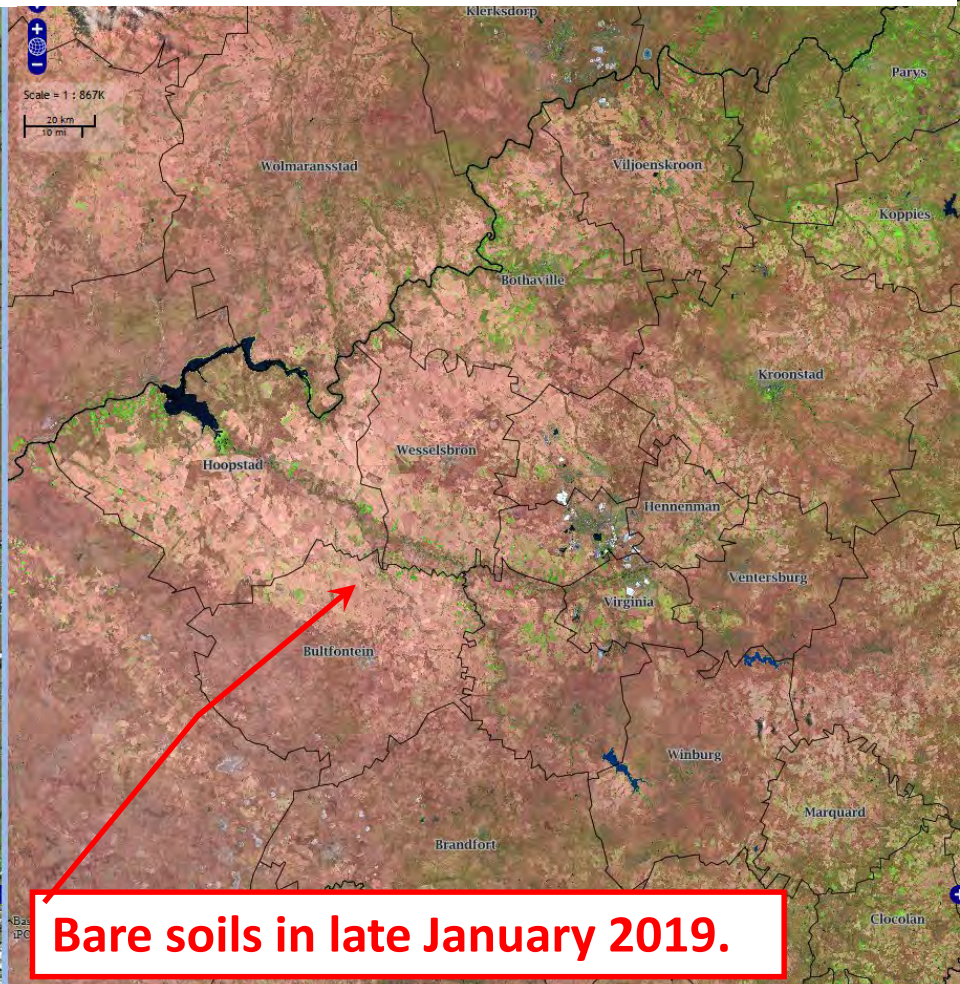 Klerksdorp
+
−
Scale = 1 : 867K
20 km
10 mi
Parys
Wolmaransstad
Viljoenskroon
Koppies
Bothaville
Kroonstad
Wesselsbron
Hoopstad
Hennenman
Ventersburg
Virginia
Bultfontein
Winburg
Marquard
Brandfort
Clocolan
Bare soils in late January 2019.